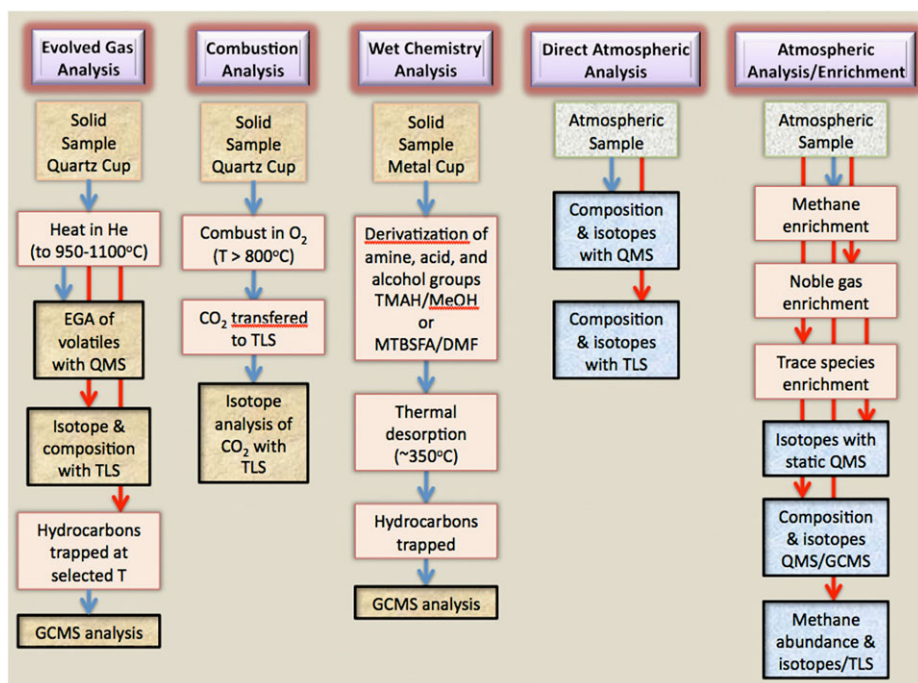 Evolved Gas
Analysis
Solid
Sample
Quartz Cup
Heat in He
(to 950-1100°C)
EGA of
volatiles
with QMS
Isotope &
composition
with TLS
Hydrocarbons
trapped at
selected T
GCMS analysis
Combustion
Analysis
Solid
Sample
Quartz Cup
Combust in O₂
(T > 800°C)
CO₂ transfered
to TLS
Isotope
analysis of
CO₂ with
TLS
Wet Chemistry
Analysis
Solid
Sample
Metal Cup
Derivatization of
amine, acid, and
alcohol groups
TMAH/MeOH
or
MTBSFA/DMF
Thermal
desorption
(~350°C)
Hydrocarbons
trapped
GCMS analysis
Direct Atmospheric
Analysis
Atmospheric
Sample
Composition
& isotopes
with QMS
Composition
& isotopes
with TLS
Atmospheric
Analysis/Enrichment
Atmospheric
Sample
Methane
enrichment
Noble gas
enrichment
Trace species
enrichment
Isotopes with
static QMS
Composition
& isotopes
QMS/GCMS
Methane
abundance &
isotopes/TLS